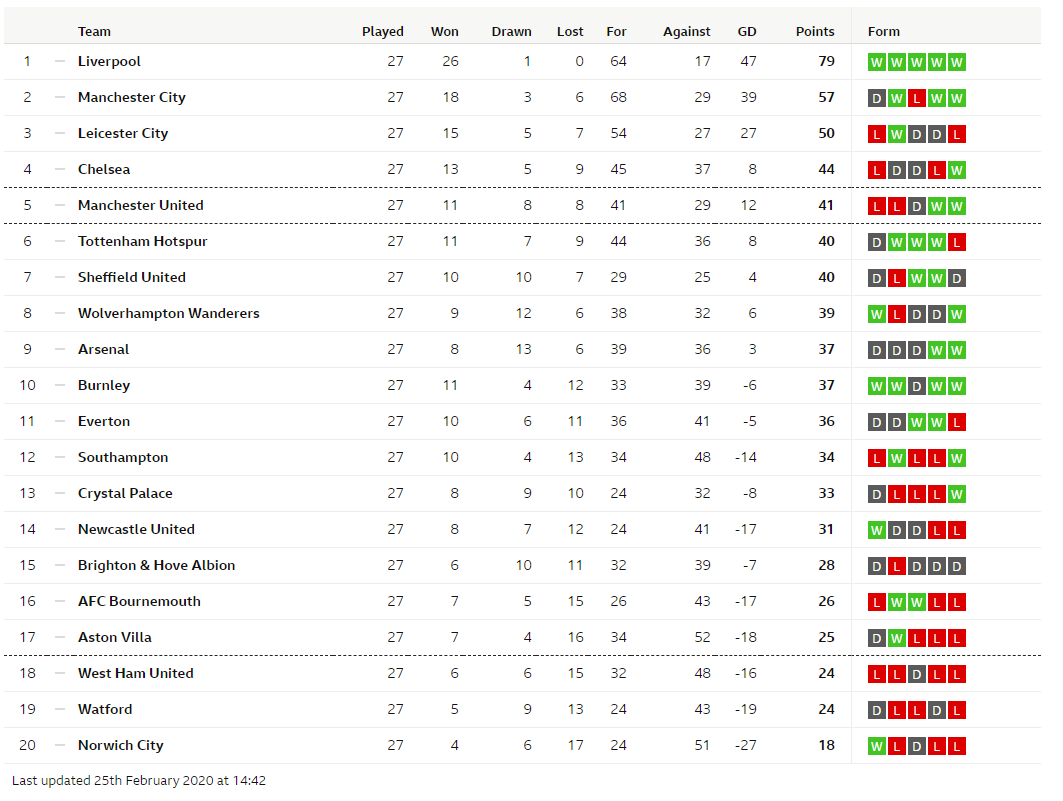 Team Played Won Drawn Lost For Against GD Points Form
1 Liverpool 27 26 1 0 64 17 47 79 W W W W W
2 Manchester City 27 18 3 6 68 29 39 57 D W L W W
3 Leicester City 27 15 5 7 54 27 27 50 L W D D L
4 Chelsea 27 13 5 9 45 37 8 44 L D D L W
5 Manchester United 27 11 8 8 41 29 12 41 L L D W W
6 Tottenham Hotspur 27 11 7 9 44 36 8 40 D W W W L
7 Sheffield United 27 10 10 7 29 25 4 40 D L W W D
8 Wolverhampton Wanderers 27 9 12 6 38 32 6 39 W L D D W
9 Arsenal 27 8 13 6 39 36 3 37 D D D W W
10 Burnley 27 11 4 12 33 39 -6 37 W W D W W
11 Everton 27 10 6 11 36 41 -5 36 D D W W L
12 Southampton 27 10 4 13 34 48 -14 34 L W L L W
13 Crystal Palace 27 8 9 10 24 32 -8 33 D L L L W
14 Newcastle United 27 8 7 12 24 41 -17 31 W D D L L
15 Brighton & Hove Albion 27 6 10 11 32 39 -7 28 D L D D D
16 AFC Bournemouth 27 7 5 15 26 43 -17 26 L W W L L
17 Aston Villa 27 7 4 16 34 52 -18 25 D W L L L
18 West Ham United 27 6 6 15 32 48 -16 24 L L D L L
19 Watford 27 5 9 13 24 43 -19 24 D L L D L
20 Norwich City 27 4 6 17 24 51 -27 18 W L D L L
Last updated 25th February 2020 at 14:42